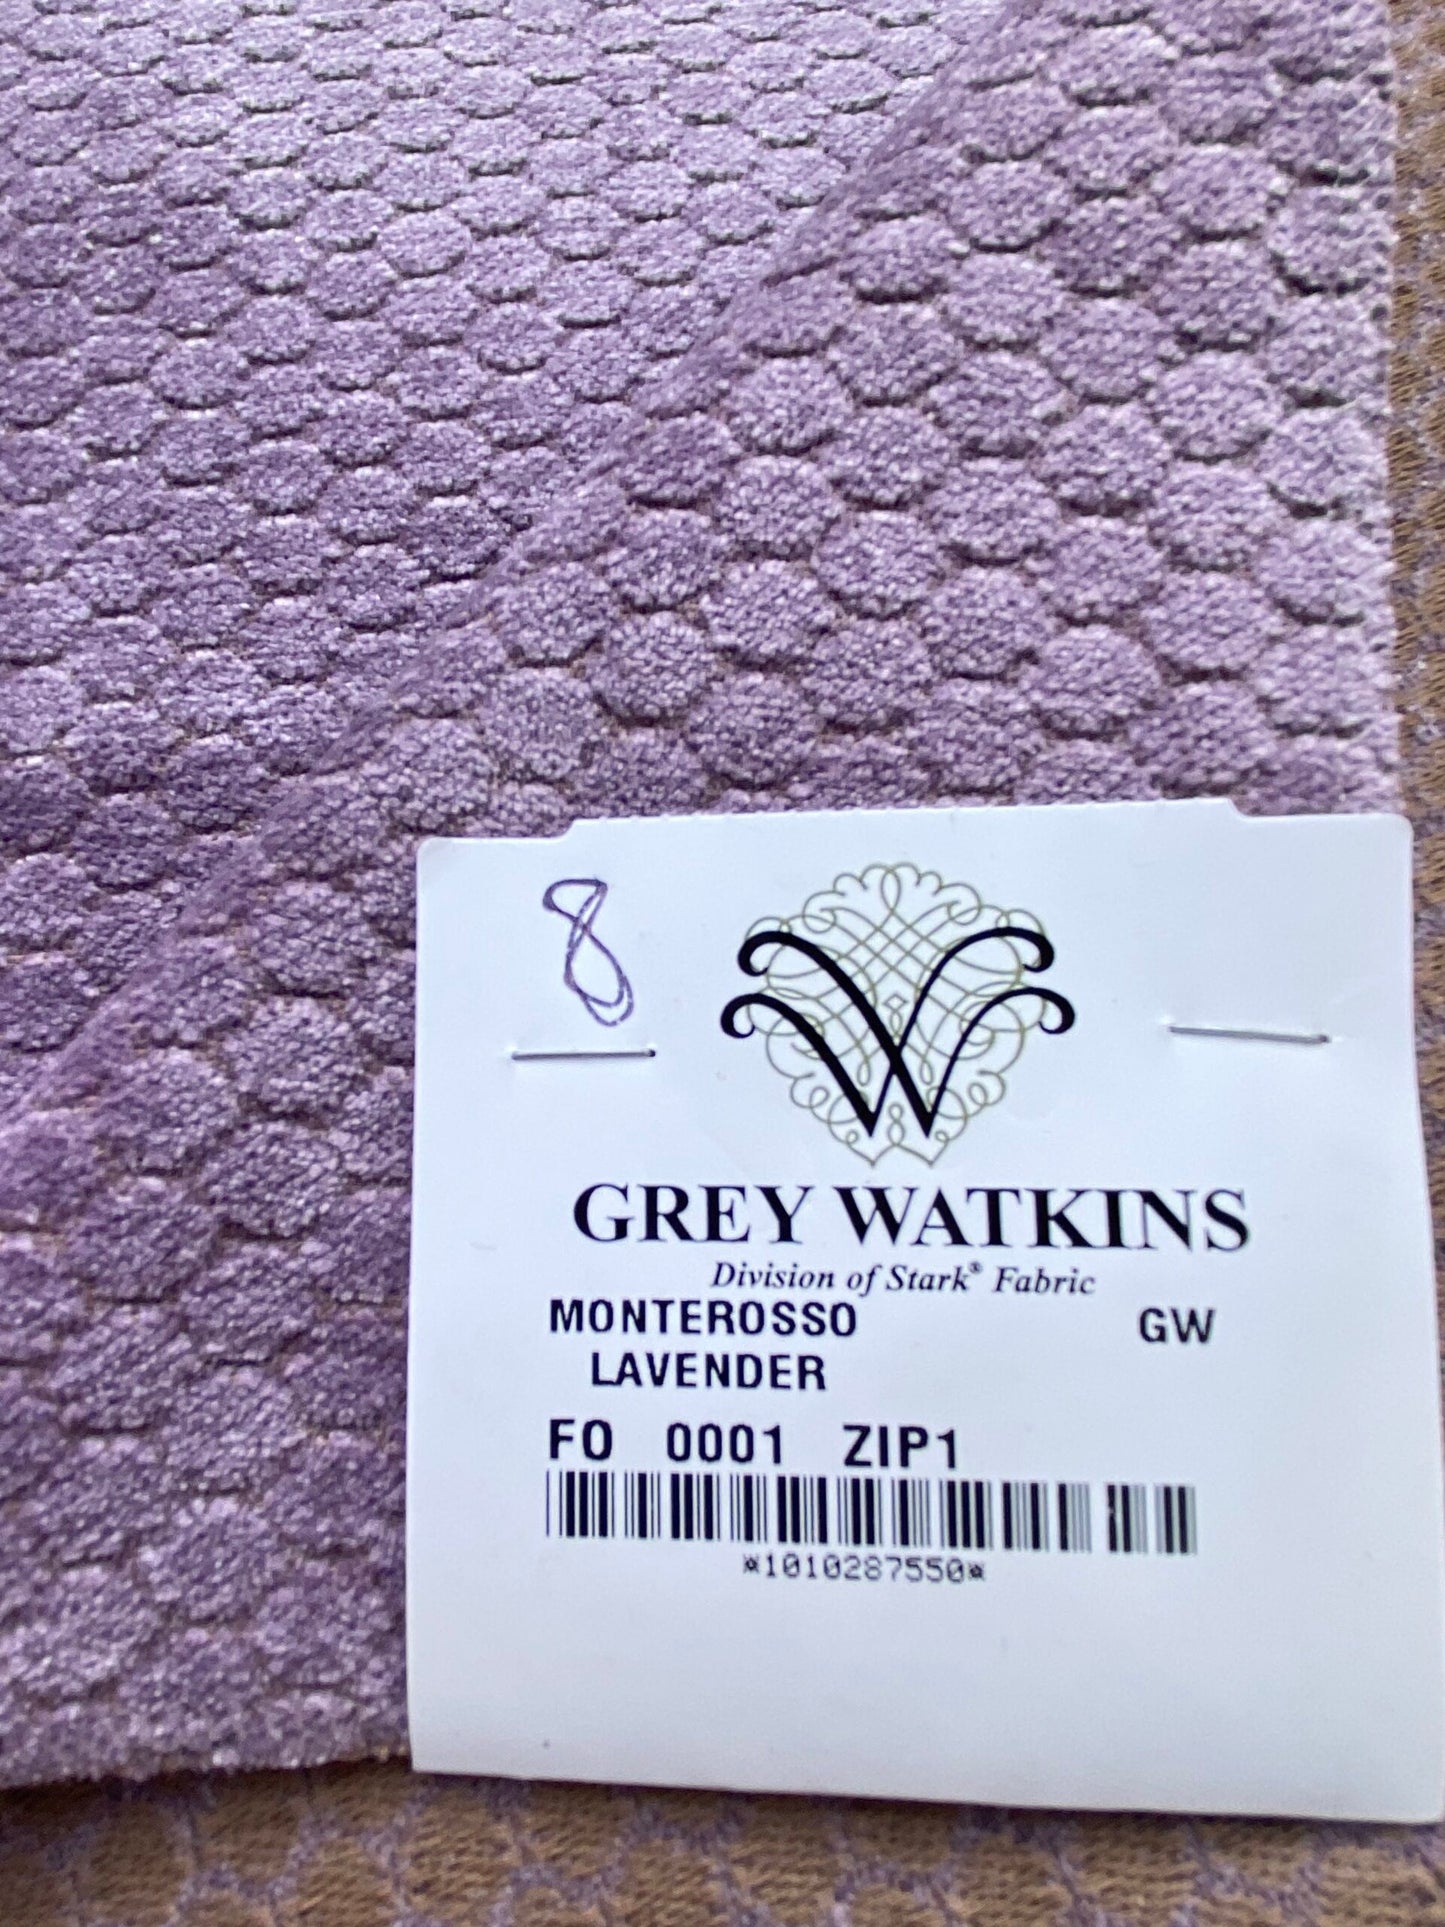 8
W
GREY WATKINS
Division of Stark® Fabric
MONTEROSSO GW
LAVENDER
FO 0001 ZIP1
*1010287550*